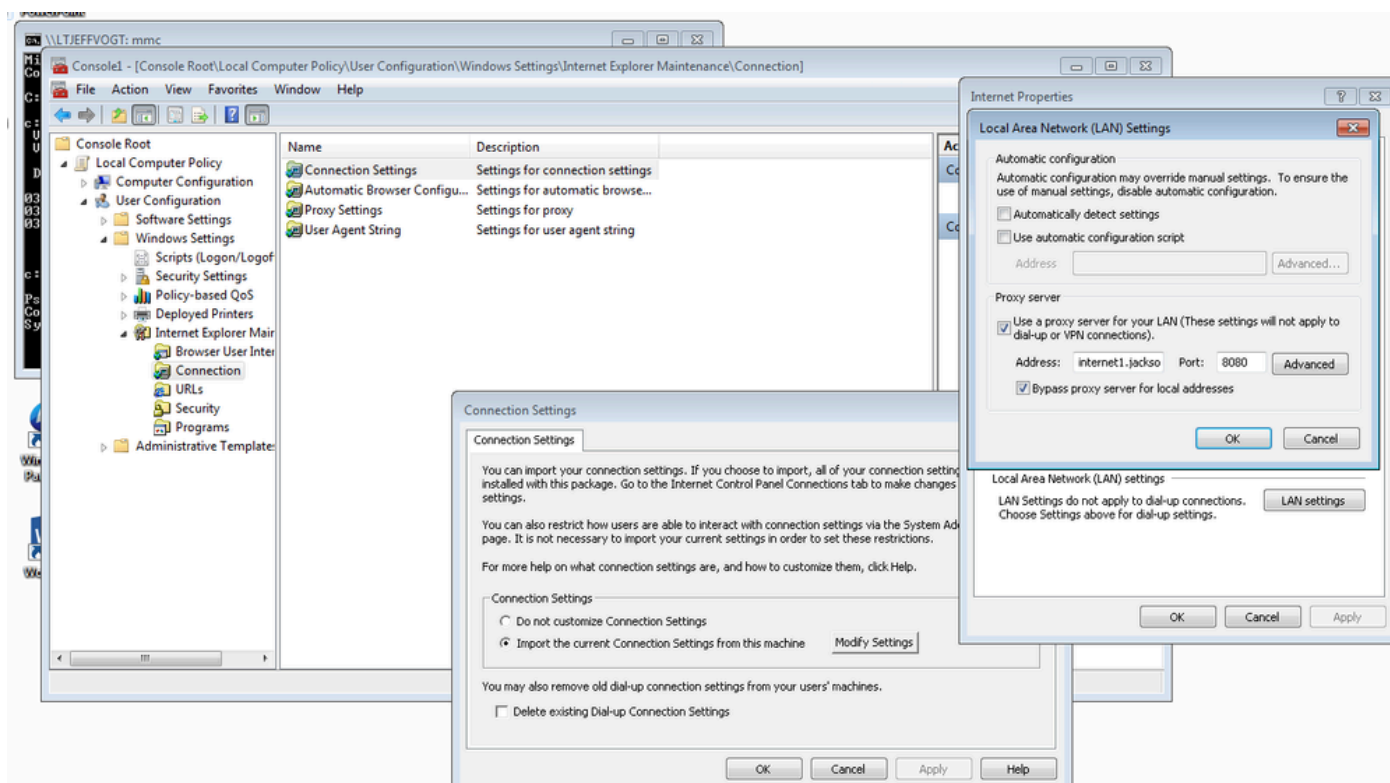 \\LTJEFFVOGT: mmc
Console1 - [Console Root\Local Computer Policy\User Configuration\Windows Settings\Internet Explorer Maintenance\Connection]
File Action View Favorites Window Help
Console Root
Local Computer Policy
Computer Configuration
User Configuration
Software Settings
Windows Settings
Scripts (Logon/Logof
Security Settings
Policy-based QoS
Deployed Printers
Internet Explorer Mair
Browser User Inter
Connection
URLs
Security
Programs
Administrative Template:
Name Description
Connection Settings Settings for connection settings
Automatic Browser Configu... Settings for automatic browse...
Proxy Settings Settings for proxy
User Agent String Settings for user agent string
Internet Properties
Local Area Network (LAN) Settings
Automatic configuration
Automatic configuration may override manual settings. To ensure the
use of manual settings, disable automatic configuration.
Automatically detect settings
Use automatic configuration script
Address Advanced...
Proxy server
Use a proxy server for your LAN (These settings will not apply to
dial-up or VPN connections).
Address: internet1.jackso Port: 8080 Advanced
Bypass proxy server for local addresses
OK Cancel
Local Area Network (LAN) settings
LAN Settings do not apply to dial-up connections.
Choose Settings above for dial-up settings.
LAN settings
OK Cancel Apply
Connection Settings
Connection Settings
You can import your connection settings. If you choose to import, all of your connection setting
installed with this package. Go to the Internet Control Panel Connections tab to make changes
settings.
You can also restrict how users are able to interact with connection settings via the System Ad
page. It is not necessary to import your current settings in order to set these restrictions.
For more help on what connection settings are, and how to customize them, click Help.
Connection Settings
Do not customize Connection Settings
Import the current Connection Settings from this machine Modify Settings
You may also remove old dial-up connection settings from your users' machines.
Delete existing Dial-up Connection Settings
OK Cancel Apply Help